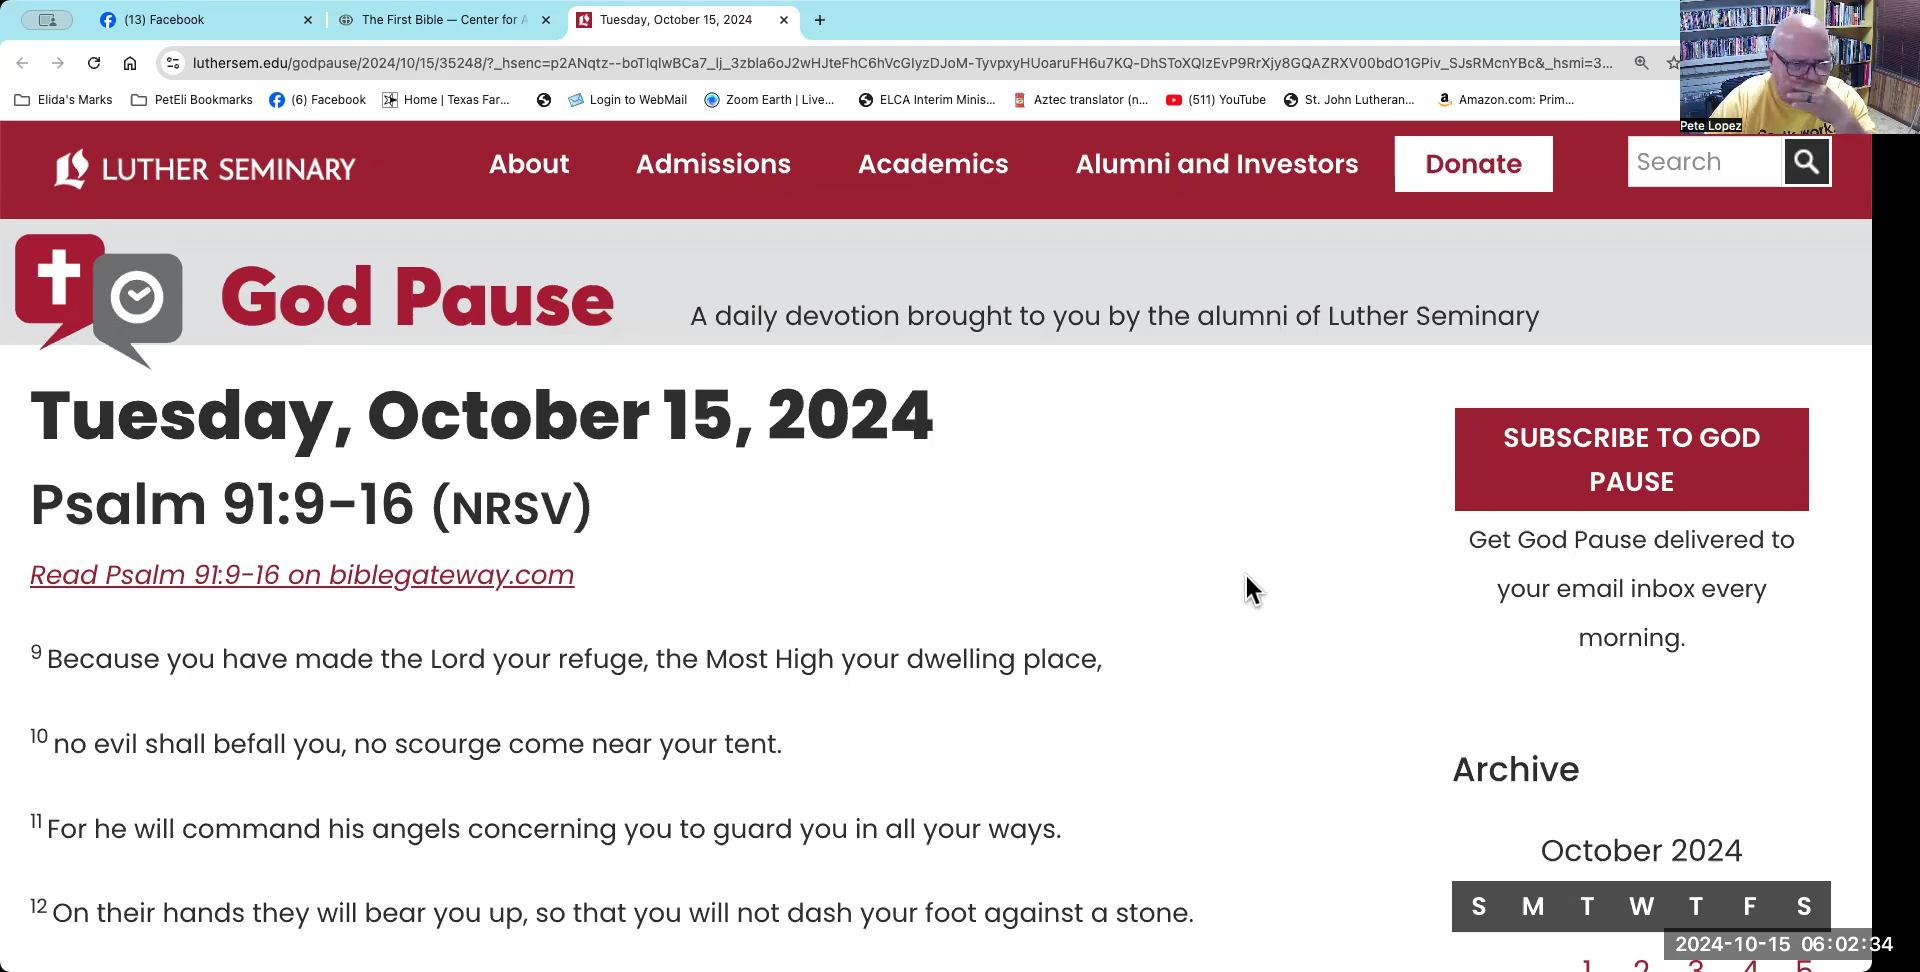 (13) Facebook
The First Bible — Center for A
Tuesday, October 15, 2024
luthersem.edu/godpause/2024/10/15/35248/?_hsenc=p2ANqtz--boTIqlwBCa7_Ij_3zbla6oJ2wHJteFhC6hVcGIyzDJoM-TyvpxyHUoaruFH6u7KQ-DhSToXQIzEvP9RrXjy8GQAZRXV00bdO1GPiv_SJsRMcnYBc&_hsmi=3...
Elida's Marks
PetEli Bookmarks
(6) Facebook
Home | Texas Far...
Login to WebMail
Zoom Earth | Live...
ELCA Interim Minis...
Aztec translator (n...
(511) YouTube
St. John Lutheran...
Amazon.com: Prim...
Pete Lopez
LUTHER SEMINARY
About
Admissions
Academics
Alumni and Investors
Donate
Search
God Pause
A daily devotion brought to you by the alumni of Luther Seminary
Tuesday, October 15, 2024
Psalm 91:9-16 (NRSV)
Read Psalm 91:9-16 on biblegateway.com
9 Because you have made the Lord your refuge, the Most High your dwelling place,
10 no evil shall befall you, no scourge come near your tent.
11 For he will command his angels concerning you to guard you in all your ways.
12 On their hands they will bear you up, so that you will not dash your foot against a stone.
SUBSCRIBE TO GOD
PAUSE
Get God Pause delivered to
your email inbox every
morning.
Archive
October 2024
S M T W T F S
1 2 3 4 5
2024-10-15 06:02:34